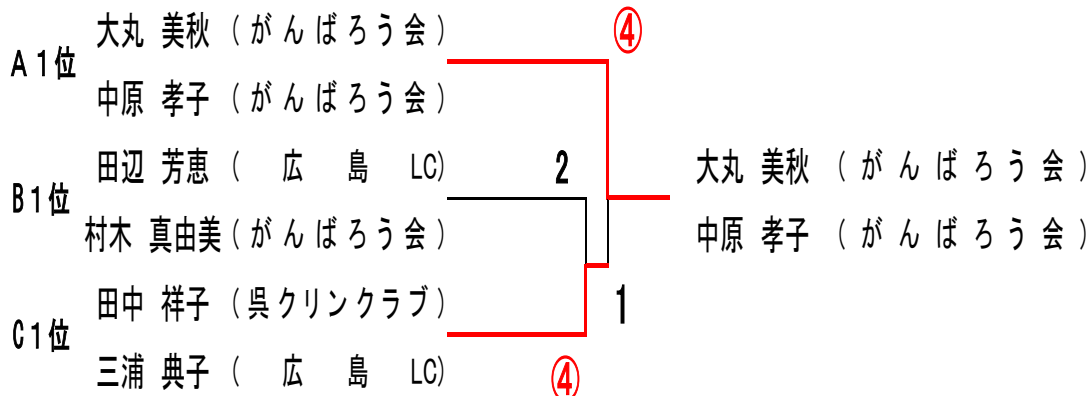 大丸 美秋 (がんばろう会) ④
A1位
中原 孝子 (がんばろう会)
田辺 芳恵 ( 広 島 LC) 2 大丸 美秋 (がんばろう会)
B1位
村木 真由美(がんばろう会) 中原 孝子 (がんばろう会)
田中 祥子 (呉クリンクラブ) 1
C1位
三浦 典子 ( 広 島 LC) ④